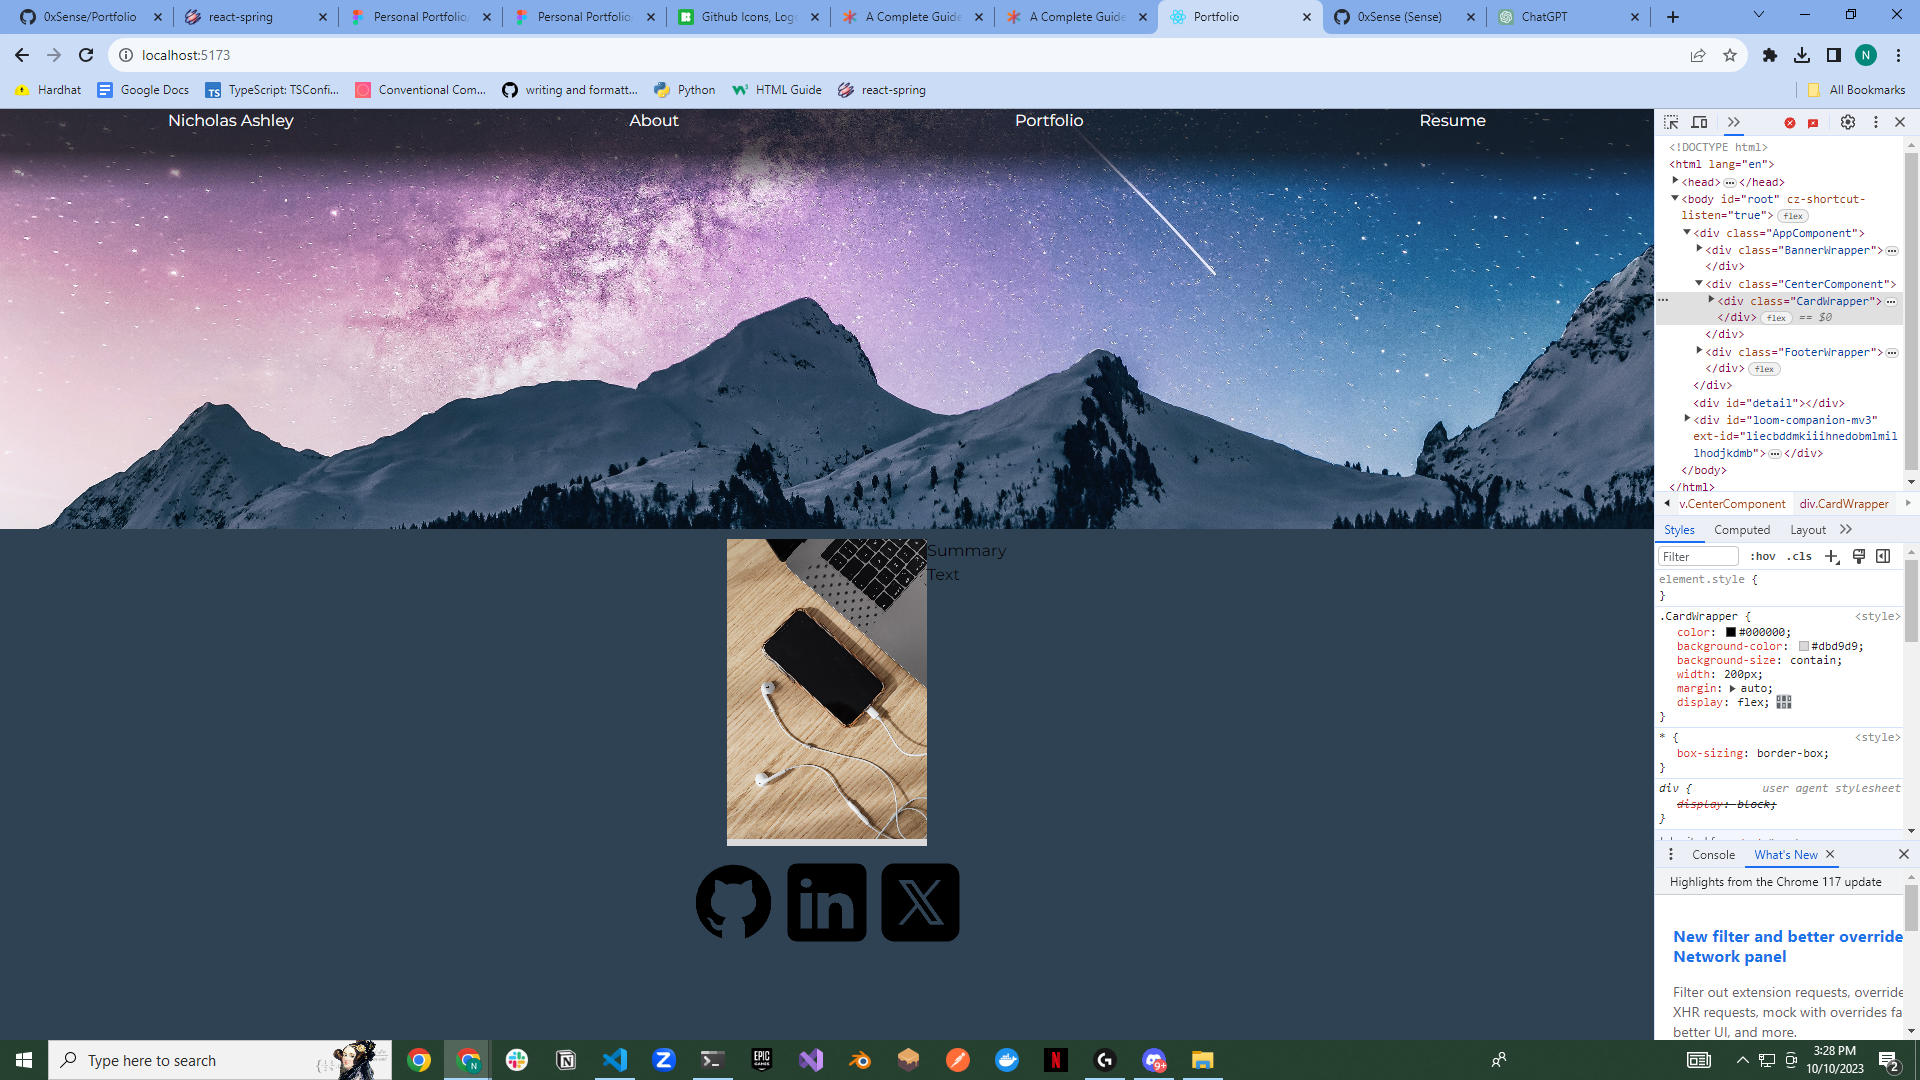 0xSense/Portfolio
react-spring
Personal Portfolio
Personal Portfolio
Github Icons, Log
A Complete Guide
A Complete Guide
Portfolio
0xSense (Sense)
ChatGPT
localhost:5173
N
Hardhat
Google Docs
TypeScript: TSConfi...
Conventional Com...
writing and formatt...
Python
HTML Guide
react-spring
All Bookmarks
Nicholas Ashley
About
Portfolio
Resume
<!DOCTYPE html>
<html lang="en">
<head> ••• </head>
<body id="root" cz-shortcut-
listen="true"> flex
<div class="AppComponent">
<div class="BannerWrapper"> •••
</div>
<div class="CenterComponent">
<div class="CardWrapper"> •••
</div> flex == $0
</div>
<div class="FooterWrapper"> •••
</div> flex
</div>
<div id="detail"></div>
<div id="loom-companion-mv3"
ext-id="liecbddmkiiihnedobmlmil
lhodjkdmb"> ••• </div>
</body>
</html>
v.CenterComponent div.CardWrapper
Styles Computed Layout
Filter :hov .cls
element.style {
}
.CardWrapper { <style>
color: #000000;
background-color: #dbd9d9;
background-size: contain;
width: 200px;
margin: auto;
display: flex;
}
* { <style>
box-sizing: border-box;
}
div { user agent stylesheet
display: block;
}
Summary
Text
in
Console What's New
Highlights from the Chrome 117 update
New filter and better override
Network panel
Filter out extension requests, override
XHR requests, mock with overrides fa
better UI, and more.
Type here to search
EPIC
GAMES
N
9+
3:28 PM
10/10/2023
2